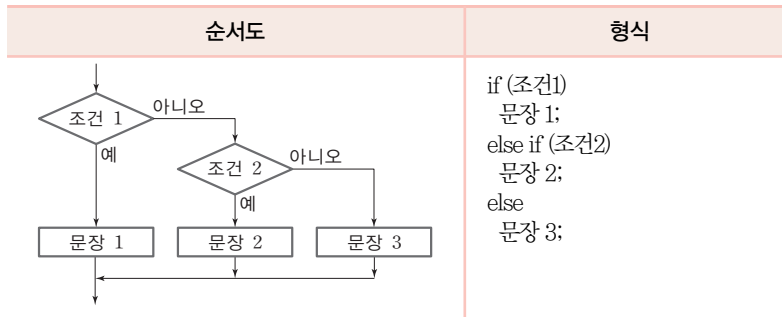 순서도
형식
조건 1
아니오
예
조건 2
아니오
예
문장 1
문장 2
문장 3
if (조건1)
문장 1;
else if (조건2)
문장 2;
else
문장 3;